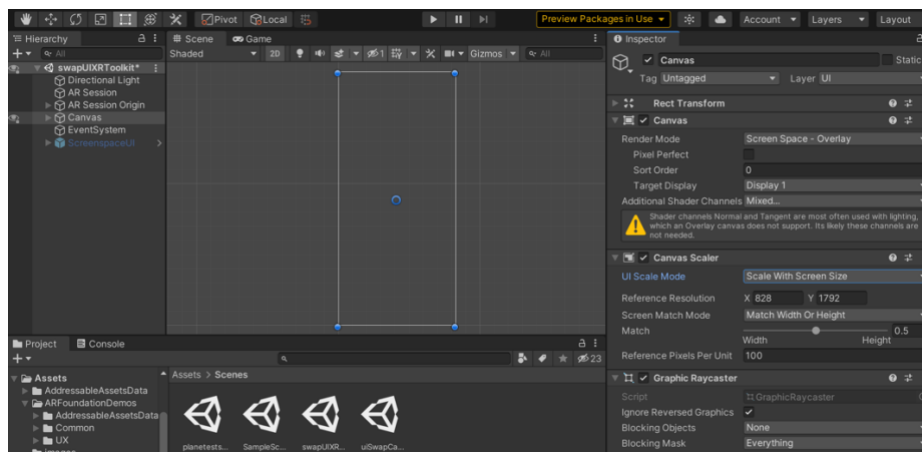 Pivot Local Preview Packages in Use Account Layers Layout
Hierarchy
All
swapUIXRToolkit*
Directional Light
AR Session
AR Session Origin
Canvas
EventSystem
ScreenspaceUI
Scene Game
Shaded 2D 1 Gizmos All
Project Console
23
Assets
AddressableAssetsData
ARFoundationDemos
AddressableAssetsData
Common
UX
images
Assets > Scenes
planetests... SampleSc... swapUIXR... uiSwapCa...
Inspector
Canvas Static
Tag Untagged Layer UI
Rect Transform
Canvas
Render Mode Screen Space - Overlay
Pixel Perfect
Sort Order 0
Target Display Display 1
Additional Shader Channels Mixed...
Shader channels Normal and Tangent are most often used with lighting,
which an Overlay canvas does not support. Its likely these channels are
not needed.
Canvas Scaler
UI Scale Mode Scale With Screen Size
Reference Resolution X 828 Y 1792
Screen Match Mode Match Width Or Height
Match 0.5
Width Height
Reference Pixels Per Unit 100
Graphic Raycaster
Script GraphicRaycaster
Ignore Reversed Graphics
Blocking Objects None
Blocking Mask Everything